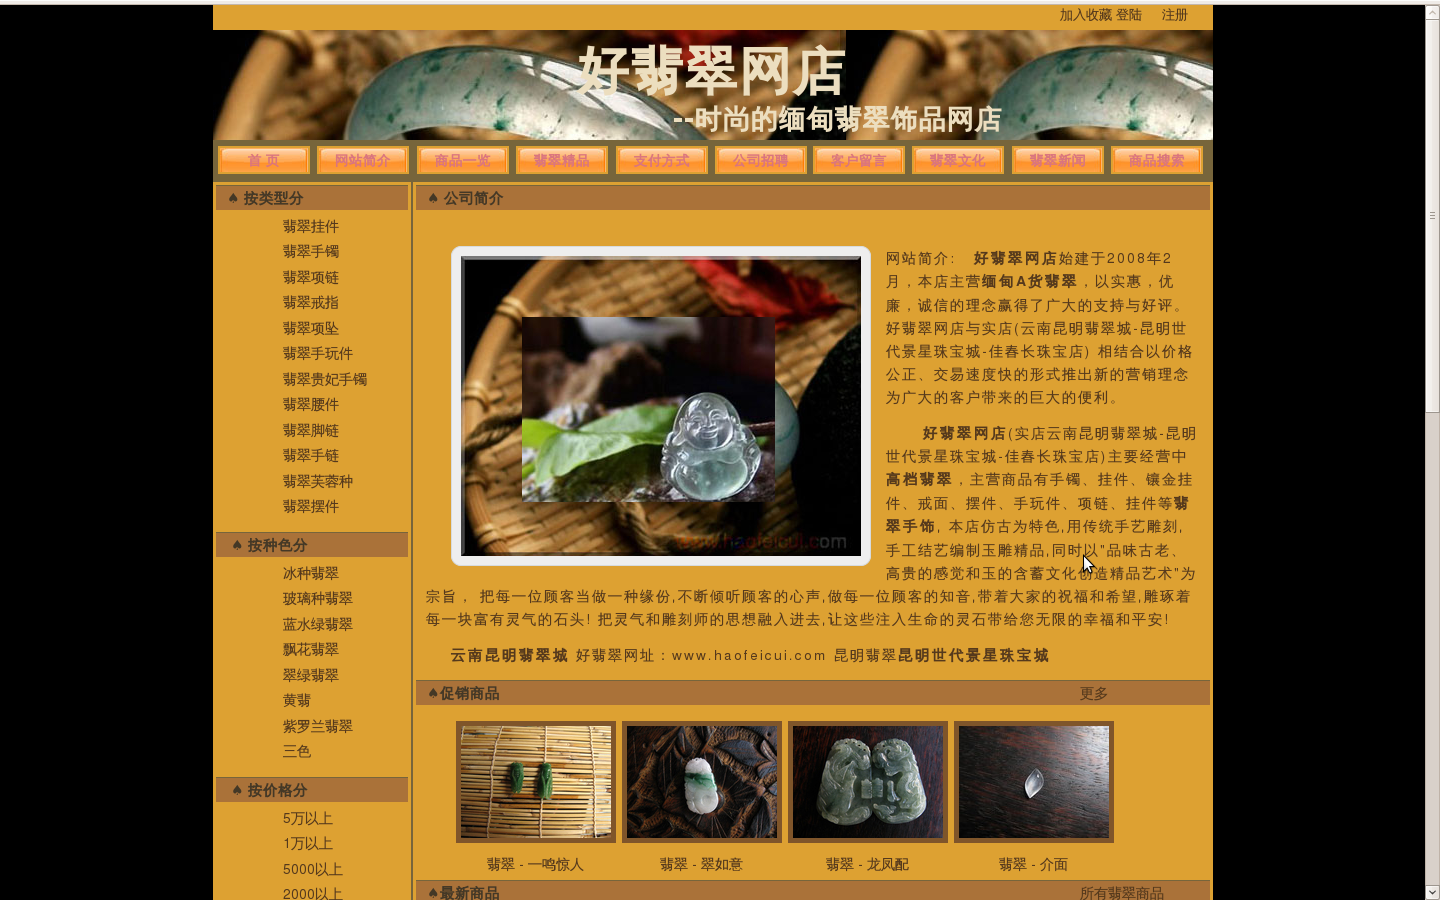 加入收藏 登陆 注册
好翡翠网店
--时尚的缅甸翡翠饰品网店
首 页 网站简介 商品一览 翡翠精品 支付方式 公司招聘 客户留言 翡翠文化 翡翠新闻 商品搜索
♠ 按类型分
翡翠挂件
翡翠手镯
翡翠项链
翡翠戒指
翡翠项坠
翡翠手玩件
翡翠贵妃手镯
翡翠腰件
翡翠脚链
翡翠手链
翡翠芙蓉种
翡翠摆件
♠ 按种色分
冰种翡翠
玻璃种翡翠
蓝水绿翡翠
飘花翡翠
翠绿翡翠
黄翡
紫罗兰翡翠
三色
♠ 按价格分
5万以上
1万以上
5000以上
2000以上
♠ 公司简介
网站简介: 好翡翠网店始建于2008年2
月，本店主营缅甸A货翡翠，以实惠，优
廉，诚信的理念赢得了广大的支持与好评。
好翡翠网店与实店(云南昆明翡翠城-昆明世
代景星珠宝城-佳春长珠宝店) 相结合以价格
公正、交易速度快的形式推出新的营销理念
为广大的客户带来的巨大的便利。
好翡翠网店(实店云南昆明翡翠城-昆明
世代景星珠宝城-佳春长珠宝店)主要经营中
高档翡翠，主营商品有手镯、挂件、镶金挂
件、戒面、摆件、手玩件、项链、挂件等翡
翠手饰, 本店仿古为特色,用传统手艺雕刻,
手工结艺编制玉雕精品,同时以"品味古老、
高贵的感觉和玉的含蓄文化创造精品艺术"为
宗旨， 把每一位顾客当做一种缘份,不断倾听顾客的心声,做每一位顾客的知音,带着大家的祝福和希望,雕琢着
每一块富有灵气的石头! 把灵气和雕刻师的思想融入进去,让这些注入生命的灵石带给您无限的幸福和平安!
云南昆明翡翠城 好翡翠网址：www.haofeicui.com 昆明翡翠昆明世代景星珠宝城
♠促销商品 更多
翡翠 - 一鸣惊人 翡翠 - 翠如意 翡翠 - 龙凤配 翡翠 - 介面
♠最新商品 所有翡翠商品